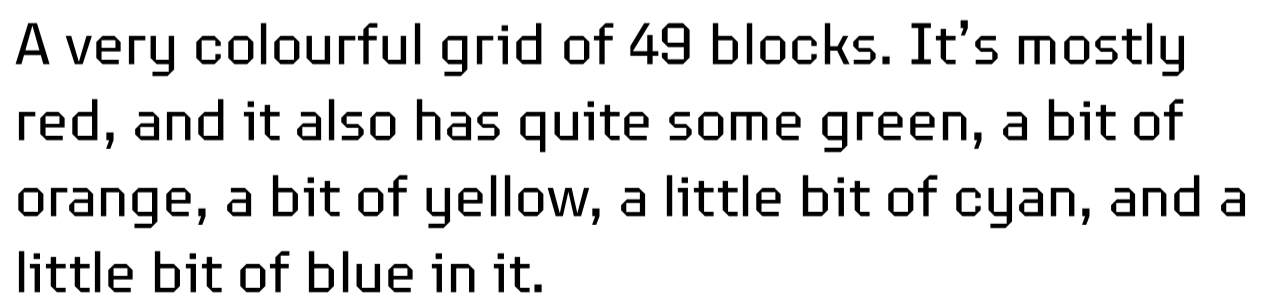 A very colourful grid of 49 blocks. It’s mostly
red, and it also has quite some green, a bit of
orange, a bit of yellow, a little bit of cyan, and a
little bit of blue in it.